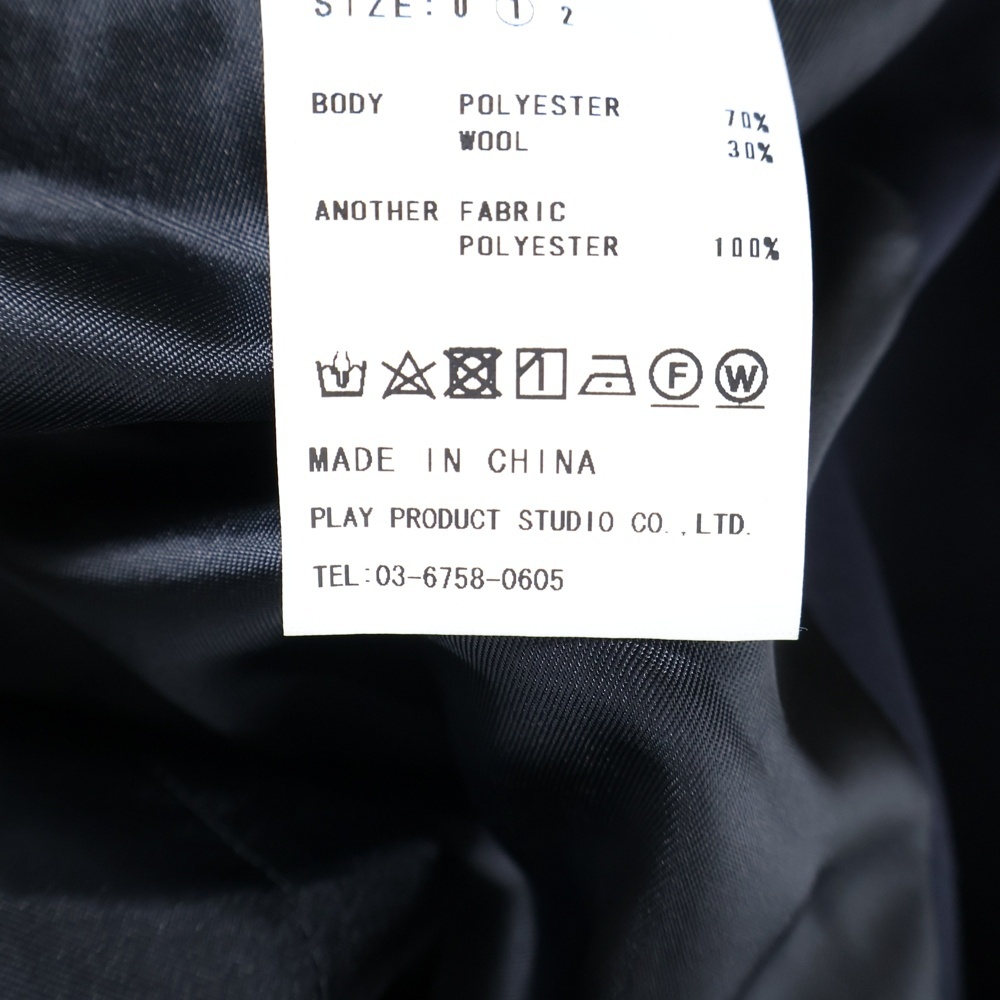 SIZE: 0 1 2
BODY POLYESTER 70%
WOOL 30%
ANOTHER FABRIC
POLYESTER 100%
F W
MADE IN CHINA
PLAY PRODUCT STUDIO CO.,LTD.
TEL:03-6758-0605